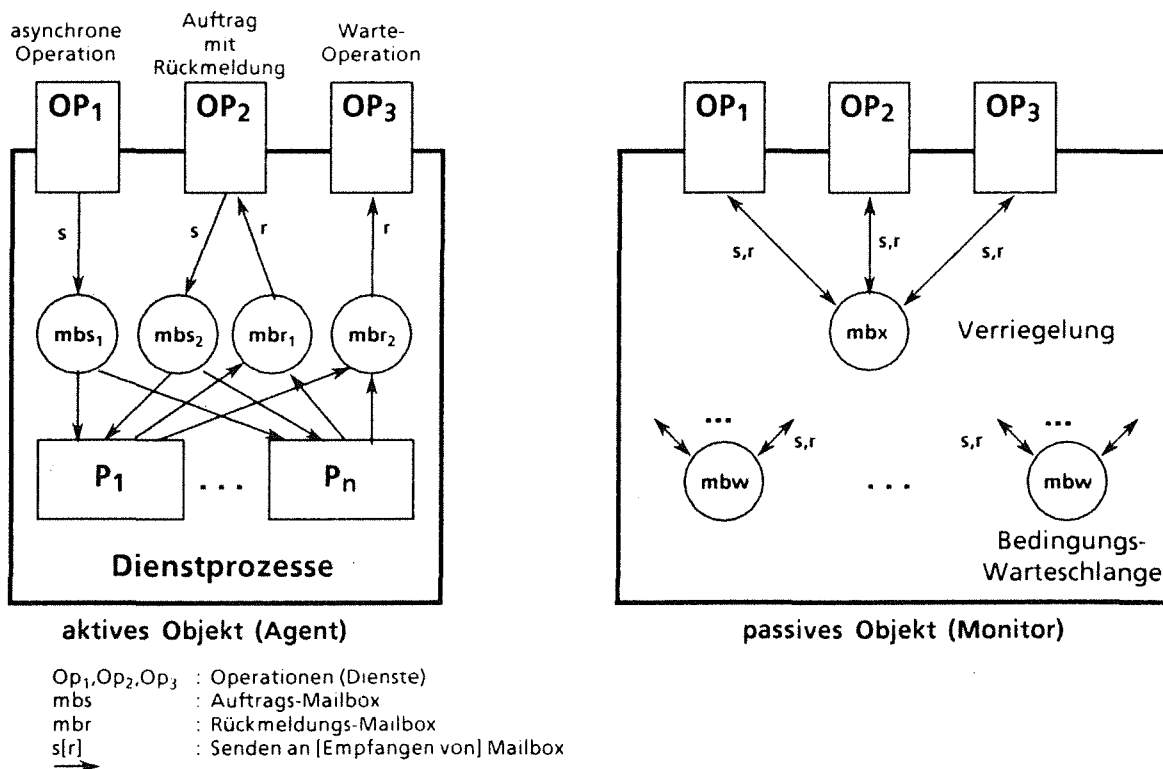 asynchrone
Operation
Auftrag
mit
Rückmeldung
Warte-
Operation
OP₁
OP₂
OP₃
s
s
r
r
mbs₁
mbs₂
mbr₁
mbr₂
P₁
...
Pₙ
Dienstprozesse
aktives Objekt (Agent)
OP₁
OP₂
OP₃
s,r
s,r
s,r
mbx
Verriegelung
...
s,r
mbw
...
...
s,r
mbw
Bedingungs-
Warteschlange
passives Objekt (Monitor)
Op₁,Op₂,Op₃ : Operationen (Dienste)
mbs : Auftrags-Mailbox
mbr : Rückmeldungs-Mailbox
s[r] : Senden an [Empfangen von] Mailbox